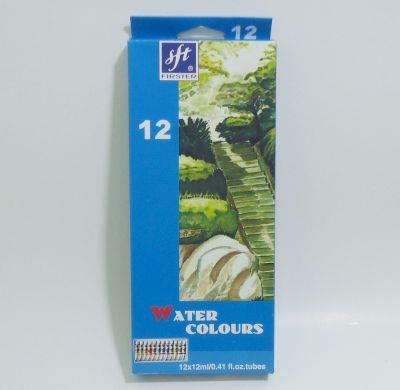 12
sft
®
FIRSTER
12
WATER
COLOURS
12x12ml/0.41 fl.oz.tubes